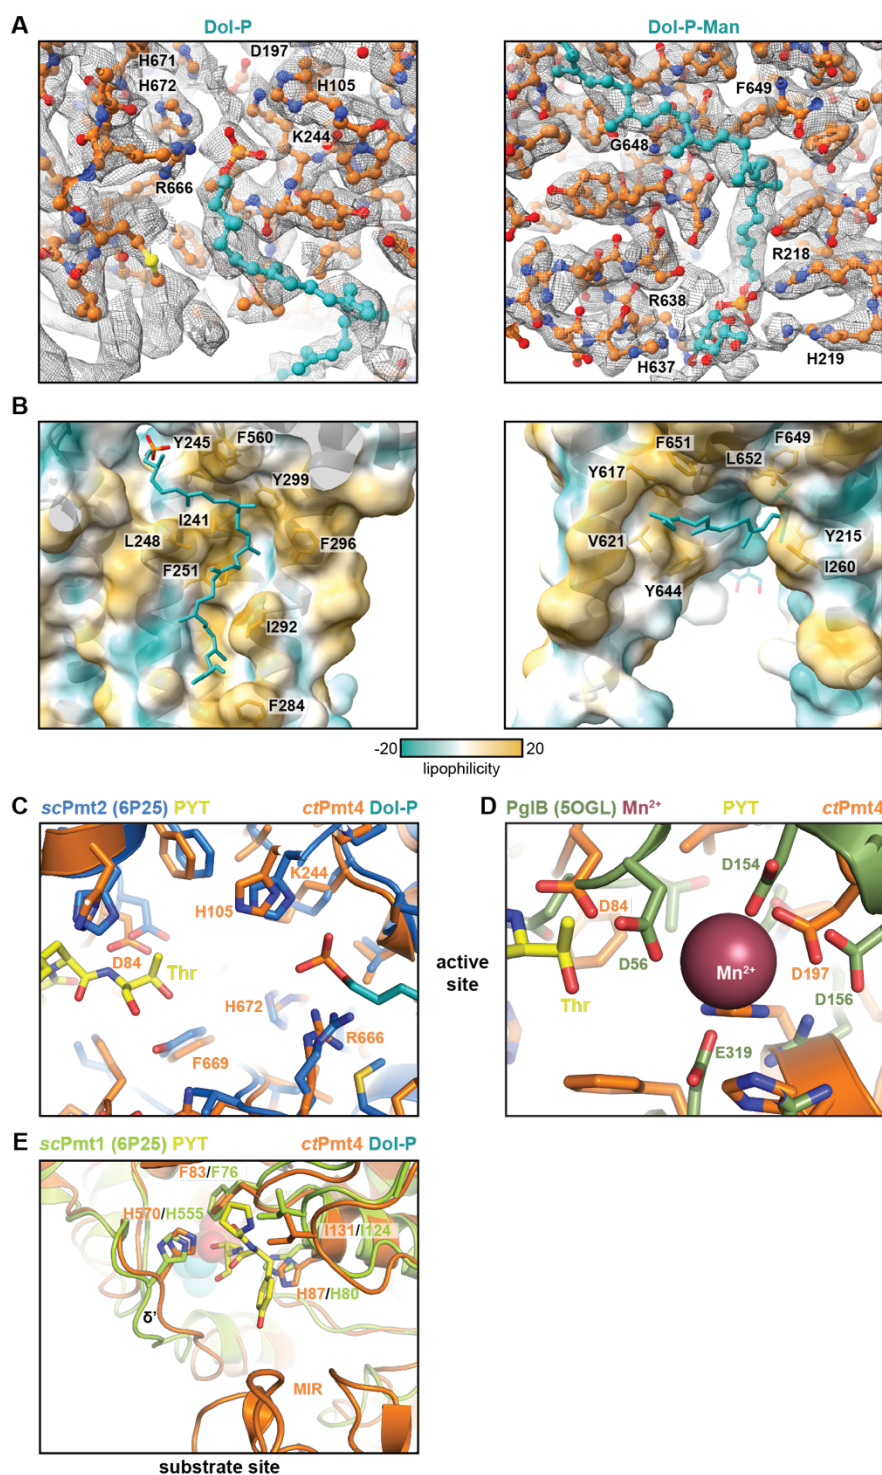 A
Dol-P
Dol-P-Man
H671
D197
H672
H105
K244
R666
F649
G648
R218
R638
H637
H219
B
Y245
F560
Y299
I241
L248
F296
F251
I292
F284
F651
F649
L652
Y617
V621
Y215
I260
Y644
-20
20
lipophilicity
C
scPmt2 (6P25) PYT
ctPmt4 Dol-P
K244
H105
D84
Thr
H672
R666
F669
D
PglB (5OGL) Mn²⁺
PYT
ctPmt4
D154
D84
D56
Mn²⁺
D197
Thr
D156
E319
active
site
E
scPmt1 (6P25) PYT
ctPmt4 Dol-P
F83/F76
H570/H555
I131/I124
H87/H80
δ'
MIR
substrate site